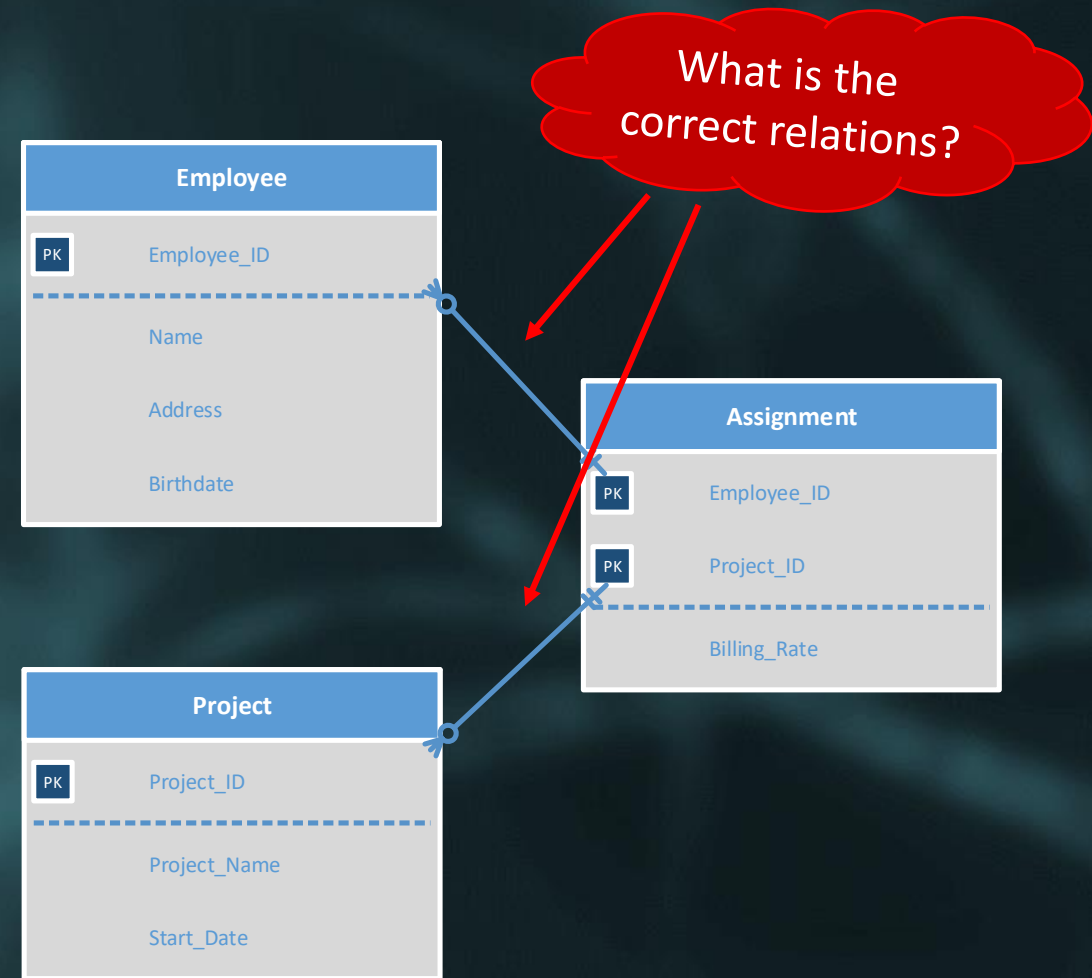 What is the
correct relations?
Employee
PK Employee_ID
Name
Address
Birthdate
Assignment
PK Employee_ID
PK Project_ID
Billing_Rate
Project
PK Project_ID
Project_Name
Start_Date